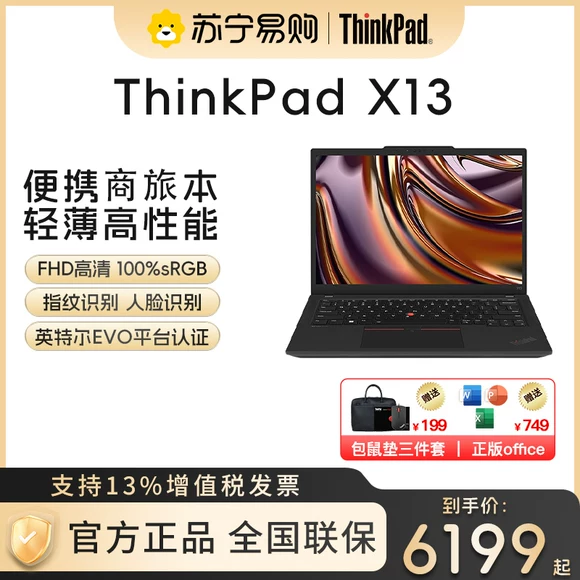 苏宁易购 ThinkPad®
ThinkPad X13
便携商旅本
轻薄高性能
FHD高清 100%sRGB
指纹识别 人脸识别
英特尔EVO平台认证
赠送 赠送
¥199 ¥749
包鼠垫三件套 | 正版office
支持13%增值税发票
官方正品 全国联保
到手价:
6199起